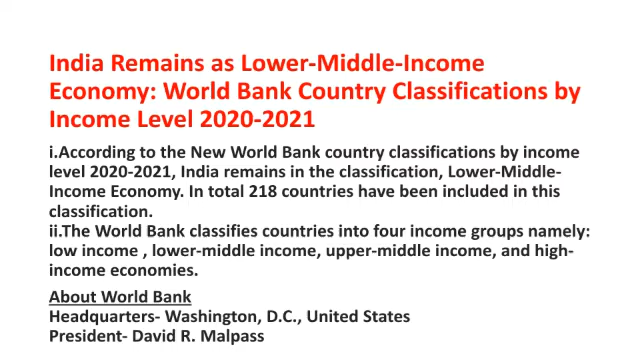 India Remains as Lower-Middle-Income
Economy: World Bank Country Classifications by
Income Level 2020-2021
i.According to the New World Bank country classifications by income
level 2020-2021, India remains in the classification, Lower-Middle-
Income Economy. In total 218 countries have been included in this
classification.
ii.The World Bank classifies countries into four income groups namely:
low income , lower-middle income, upper-middle income, and high-
income economies.
About World Bank
Headquarters- Washington, D.C., United States
President- David R. Malpass